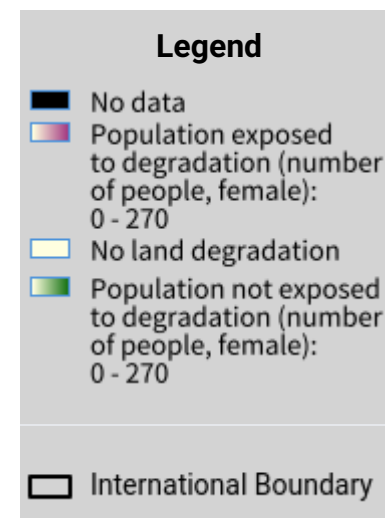 Legend
No data
Population exposed
to degradation (number
of people, female):
0 - 270
No land degradation
Population not exposed
to degradation (number
of people, female):
0 - 270
International Boundary